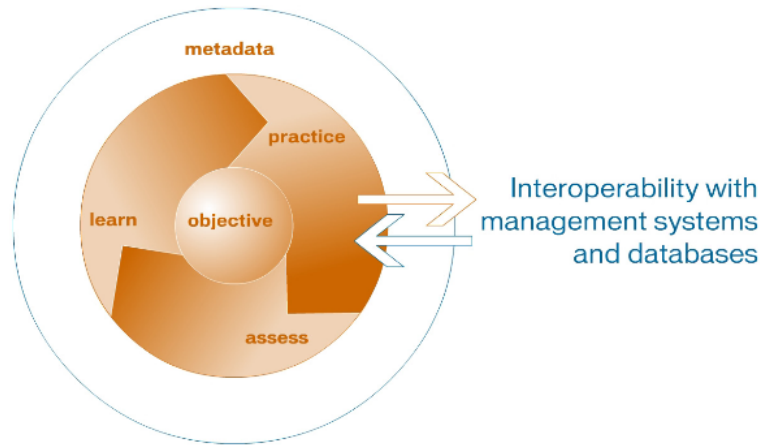 metadata
practice
learn
objective
assess
Interoperability with
management systems
and databases